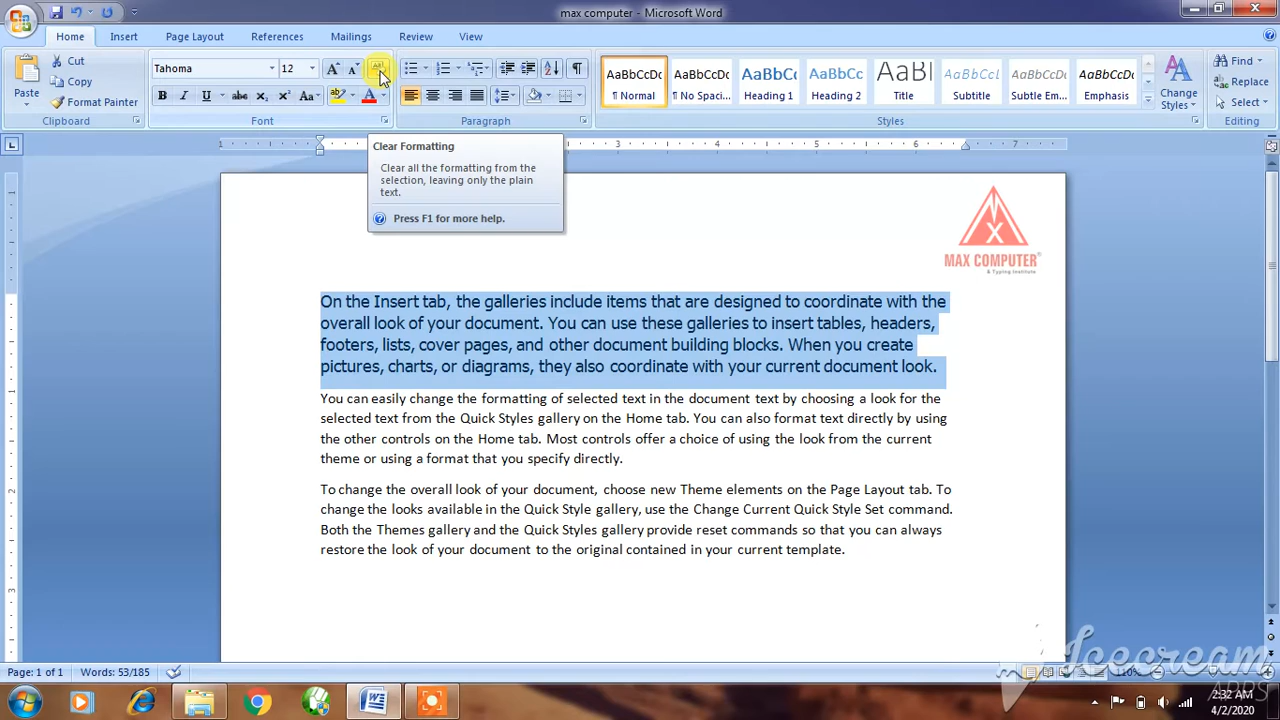 max computer - Microsoft Word
Home Insert Page Layout References Mailings Review View
Paste
Cut
Copy
Format Painter
Clipboard
Tahoma 12
Font
Paragraph
AaBbCcDc AaBbCcDc AaBbCc AaBbCc AaBl AaBbCcI AaBbCcDc AaBbCcDc
¶ Normal ¶ No Spaci... Heading 1 Heading 2 Title Subtitle Subtle Em... Emphasis
Change Styles
Styles
Find
Replace
Select
Editing
Clear Formatting
Clear all the formatting from the
selection, leaving only the plain
text.
Press F1 for more help.
MAX COMPUTER
& Typing Institute
On the Insert tab, the galleries include items that are designed to coordinate with the
overall look of your document. You can use these galleries to insert tables, headers,
footers, lists, cover pages, and other document building blocks. When you create
pictures, charts, or diagrams, they also coordinate with your current document look.
You can easily change the formatting of selected text in the document text by choosing a look for the
selected text from the Quick Styles gallery on the Home tab. You can also format text directly by using
the other controls on the Home tab. Most controls offer a choice of using the look from the current
theme or using a format that you specify directly.
To change the overall look of your document, choose new Theme elements on the Page Layout tab. To
change the looks available in the Quick Style gallery, use the Change Current Quick Style Set command.
Both the Themes gallery and the Quick Styles gallery provide reset commands so that you can always
restore the look of your document to the original contained in your current template.
Icecream
APPS
Page: 1 of 1 Words: 53/185 110%
2:32 AM
4/2/2020